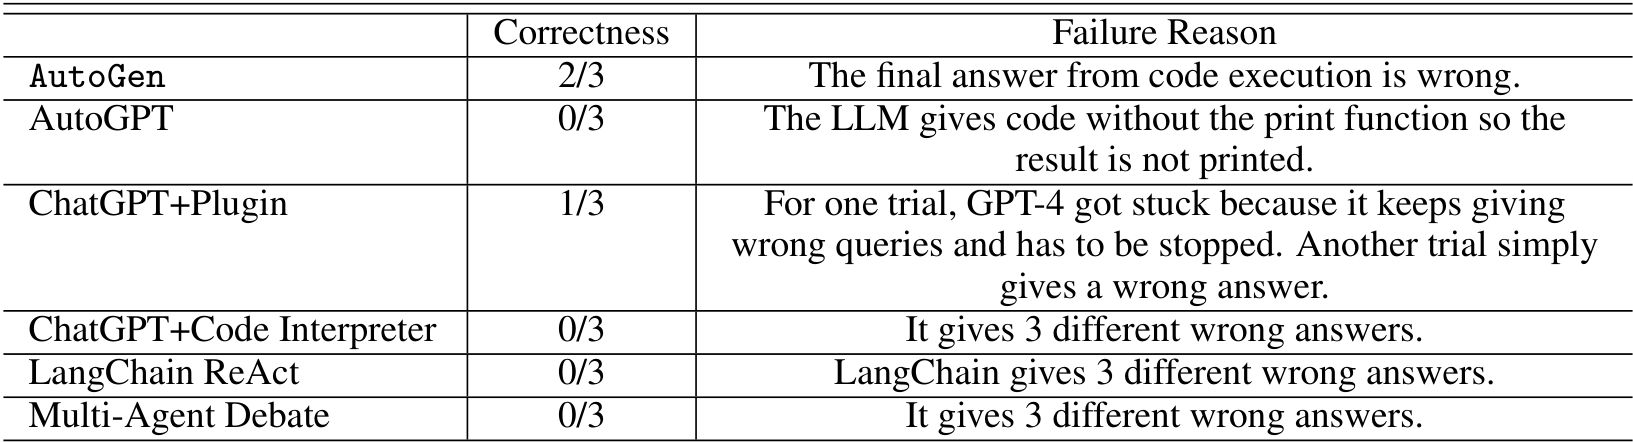 Correctness Failure Reason
AutoGen 2/3 The final answer from code execution is wrong.
AutoGPT 0/3 The LLM gives code without the print function so the
result is not printed.
ChatGPT+Plugin 1/3 For one trial, GPT-4 got stuck because it keeps giving
wrong queries and has to be stopped. Another trial simply
gives a wrong answer.
ChatGPT+Code Interpreter 0/3 It gives 3 different wrong answers.
LangChain ReAct 0/3 LangChain gives 3 different wrong answers.
Multi-Agent Debate 0/3 It gives 3 different wrong answers.